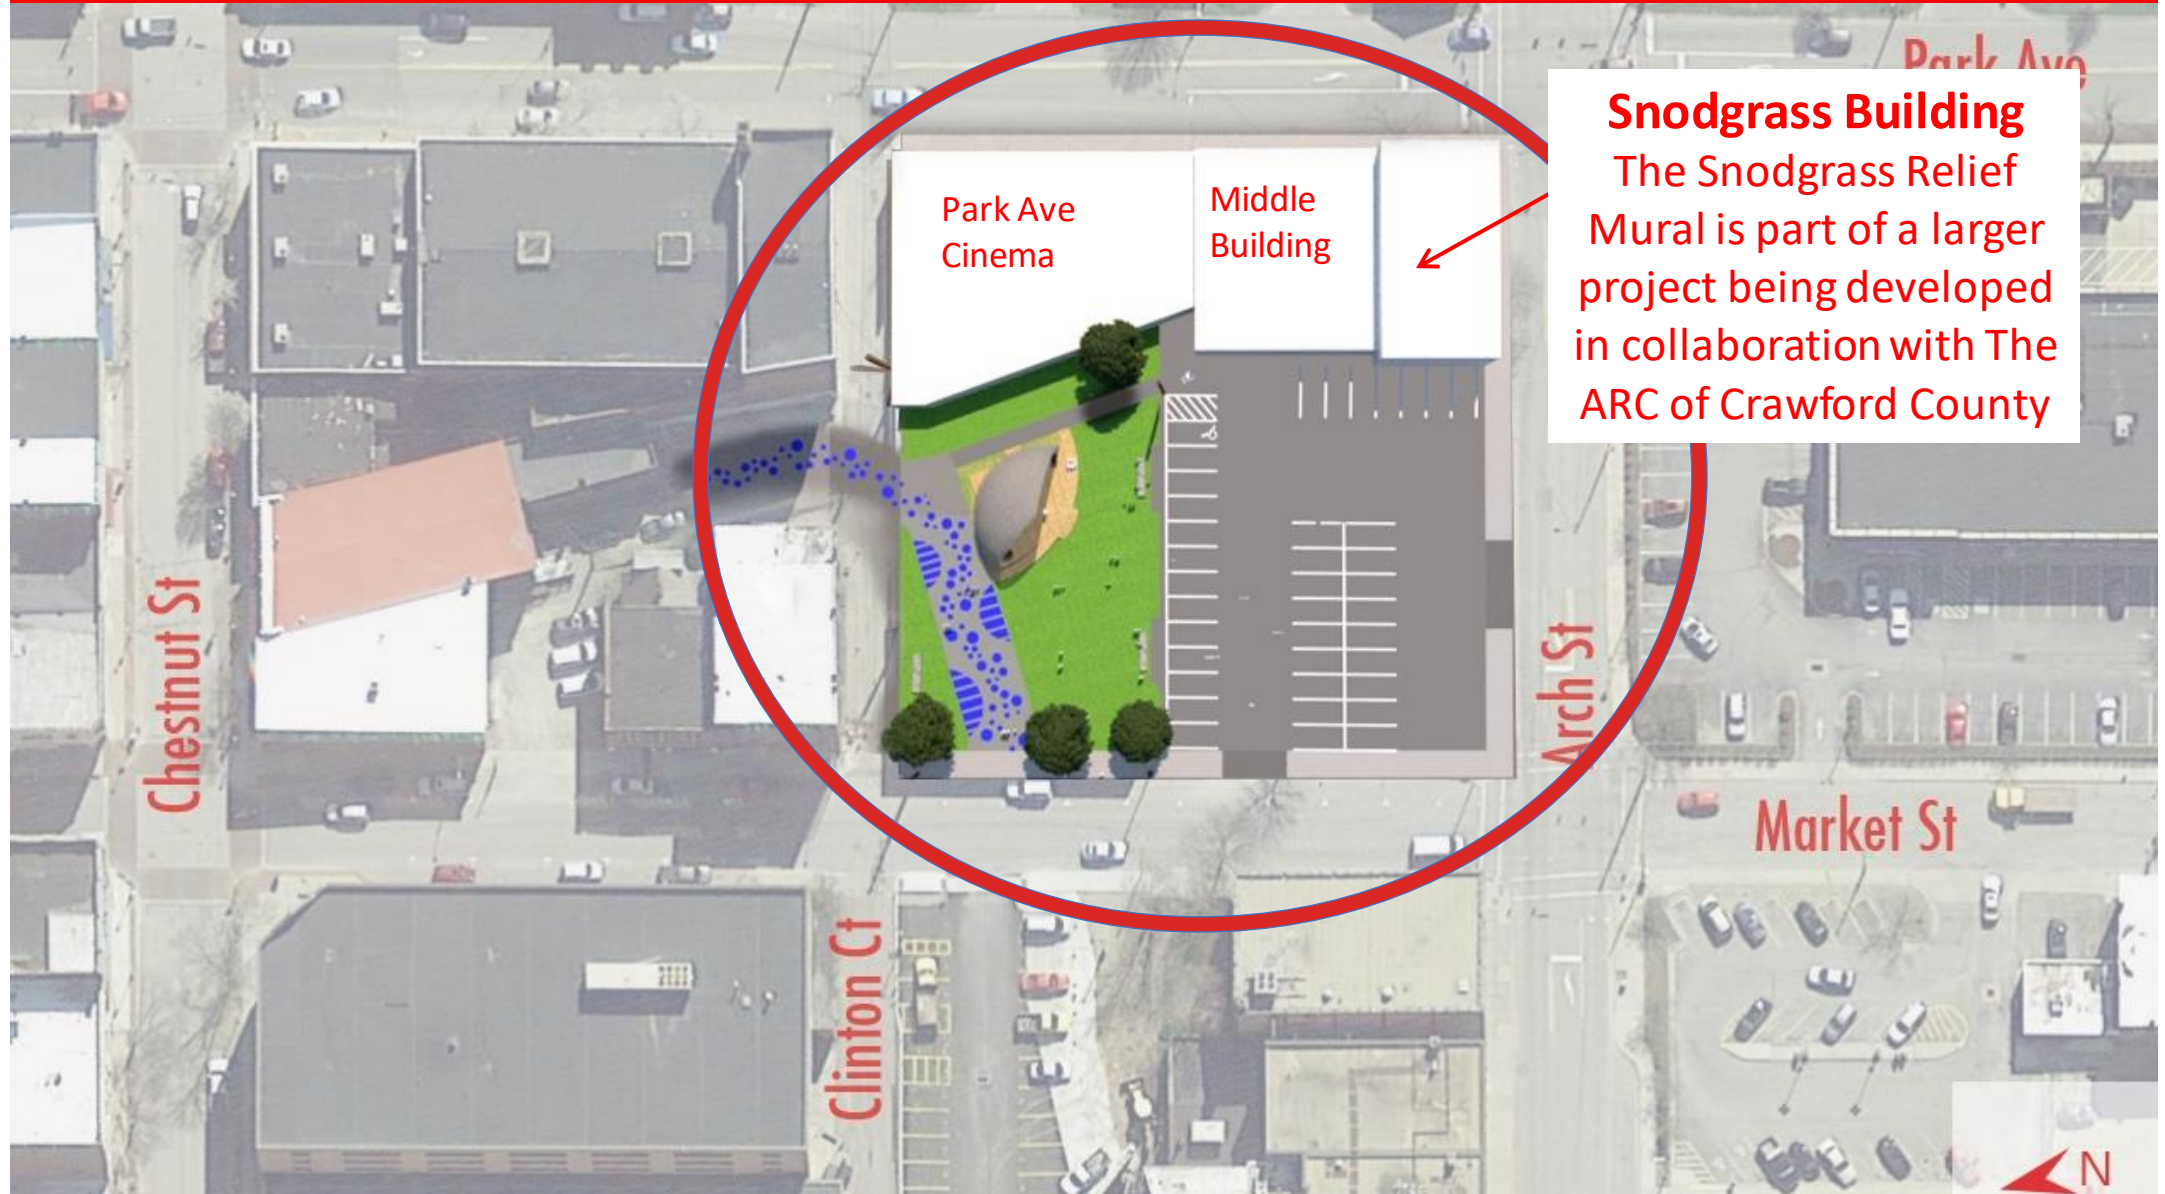 Park Ave
Snodgrass Building
The Snodgrass Relief
Mural is part of a larger
project being developed
in collaboration with The
ARC of Crawford County
Park Ave
Cinema
Middle
Building
Chestnut St
Arch St
Market St
Clinton Ct
N